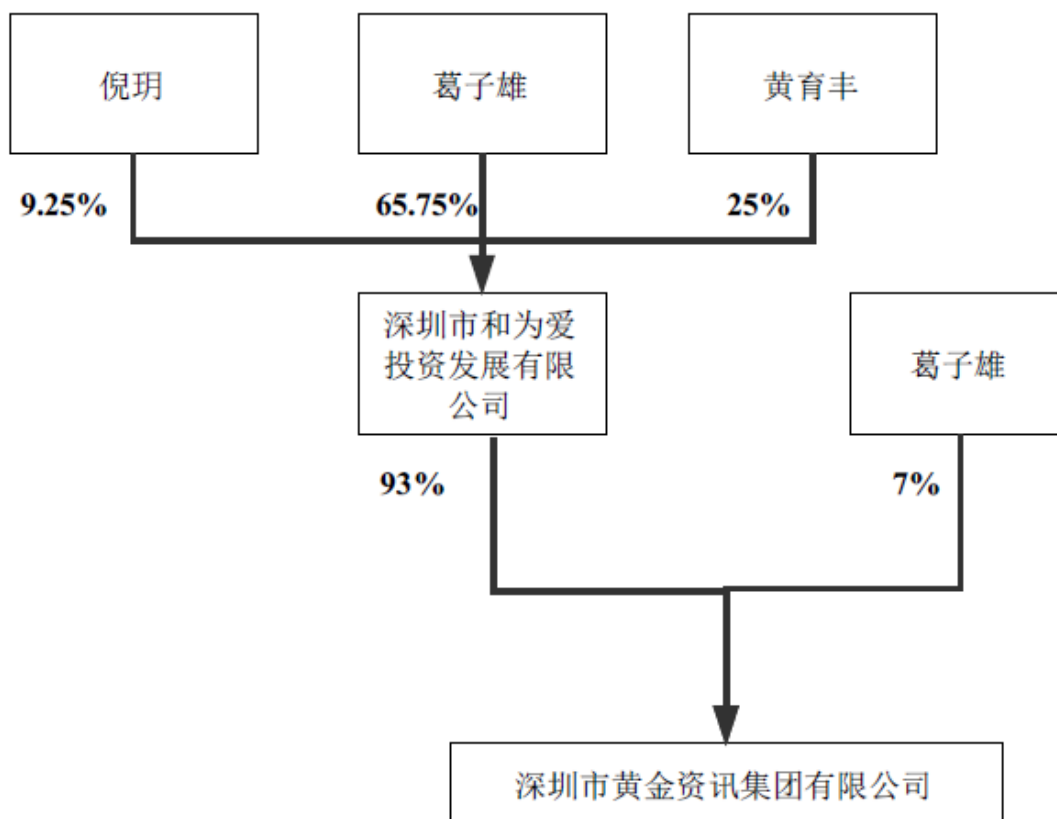 倪玥
葛子雄
黄育丰
9.25%
65.75%
25%
深圳市和为爱
投资发展有限
公司
葛子雄
93%
7%
深圳市黄金资讯集团有限公司